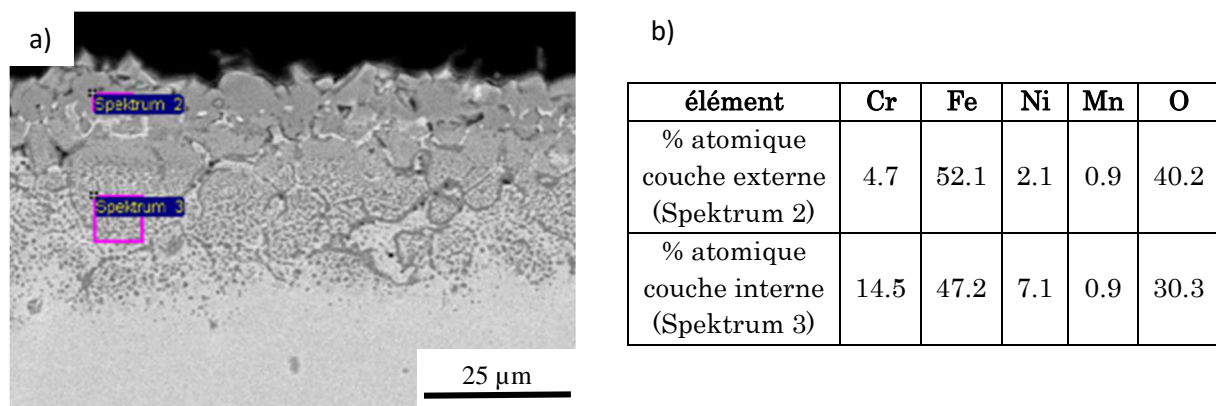 a)
Spektrum 2
Spektrum 3
25 µm
b)
élément Cr Fe Ni Mn O
% atomique
couche externe
(Spektrum 2)
4.7 52.1 2.1 0.9 40.2
% atomique
couche interne
(Spektrum 3)
14.5 47.2 7.1 0.9 30.3